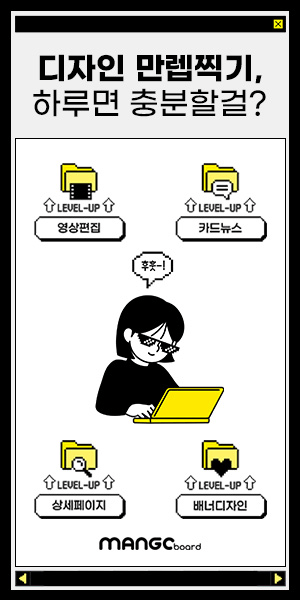 디자인 만렙찍기,
하루면 충분할걸?
LEVEL-UP
영상편집
LEVEL-UP
카드뉴스
후훗~!
LEVEL-UP
상세페이지
LEVEL-UP
배너디자인
MANGOboard